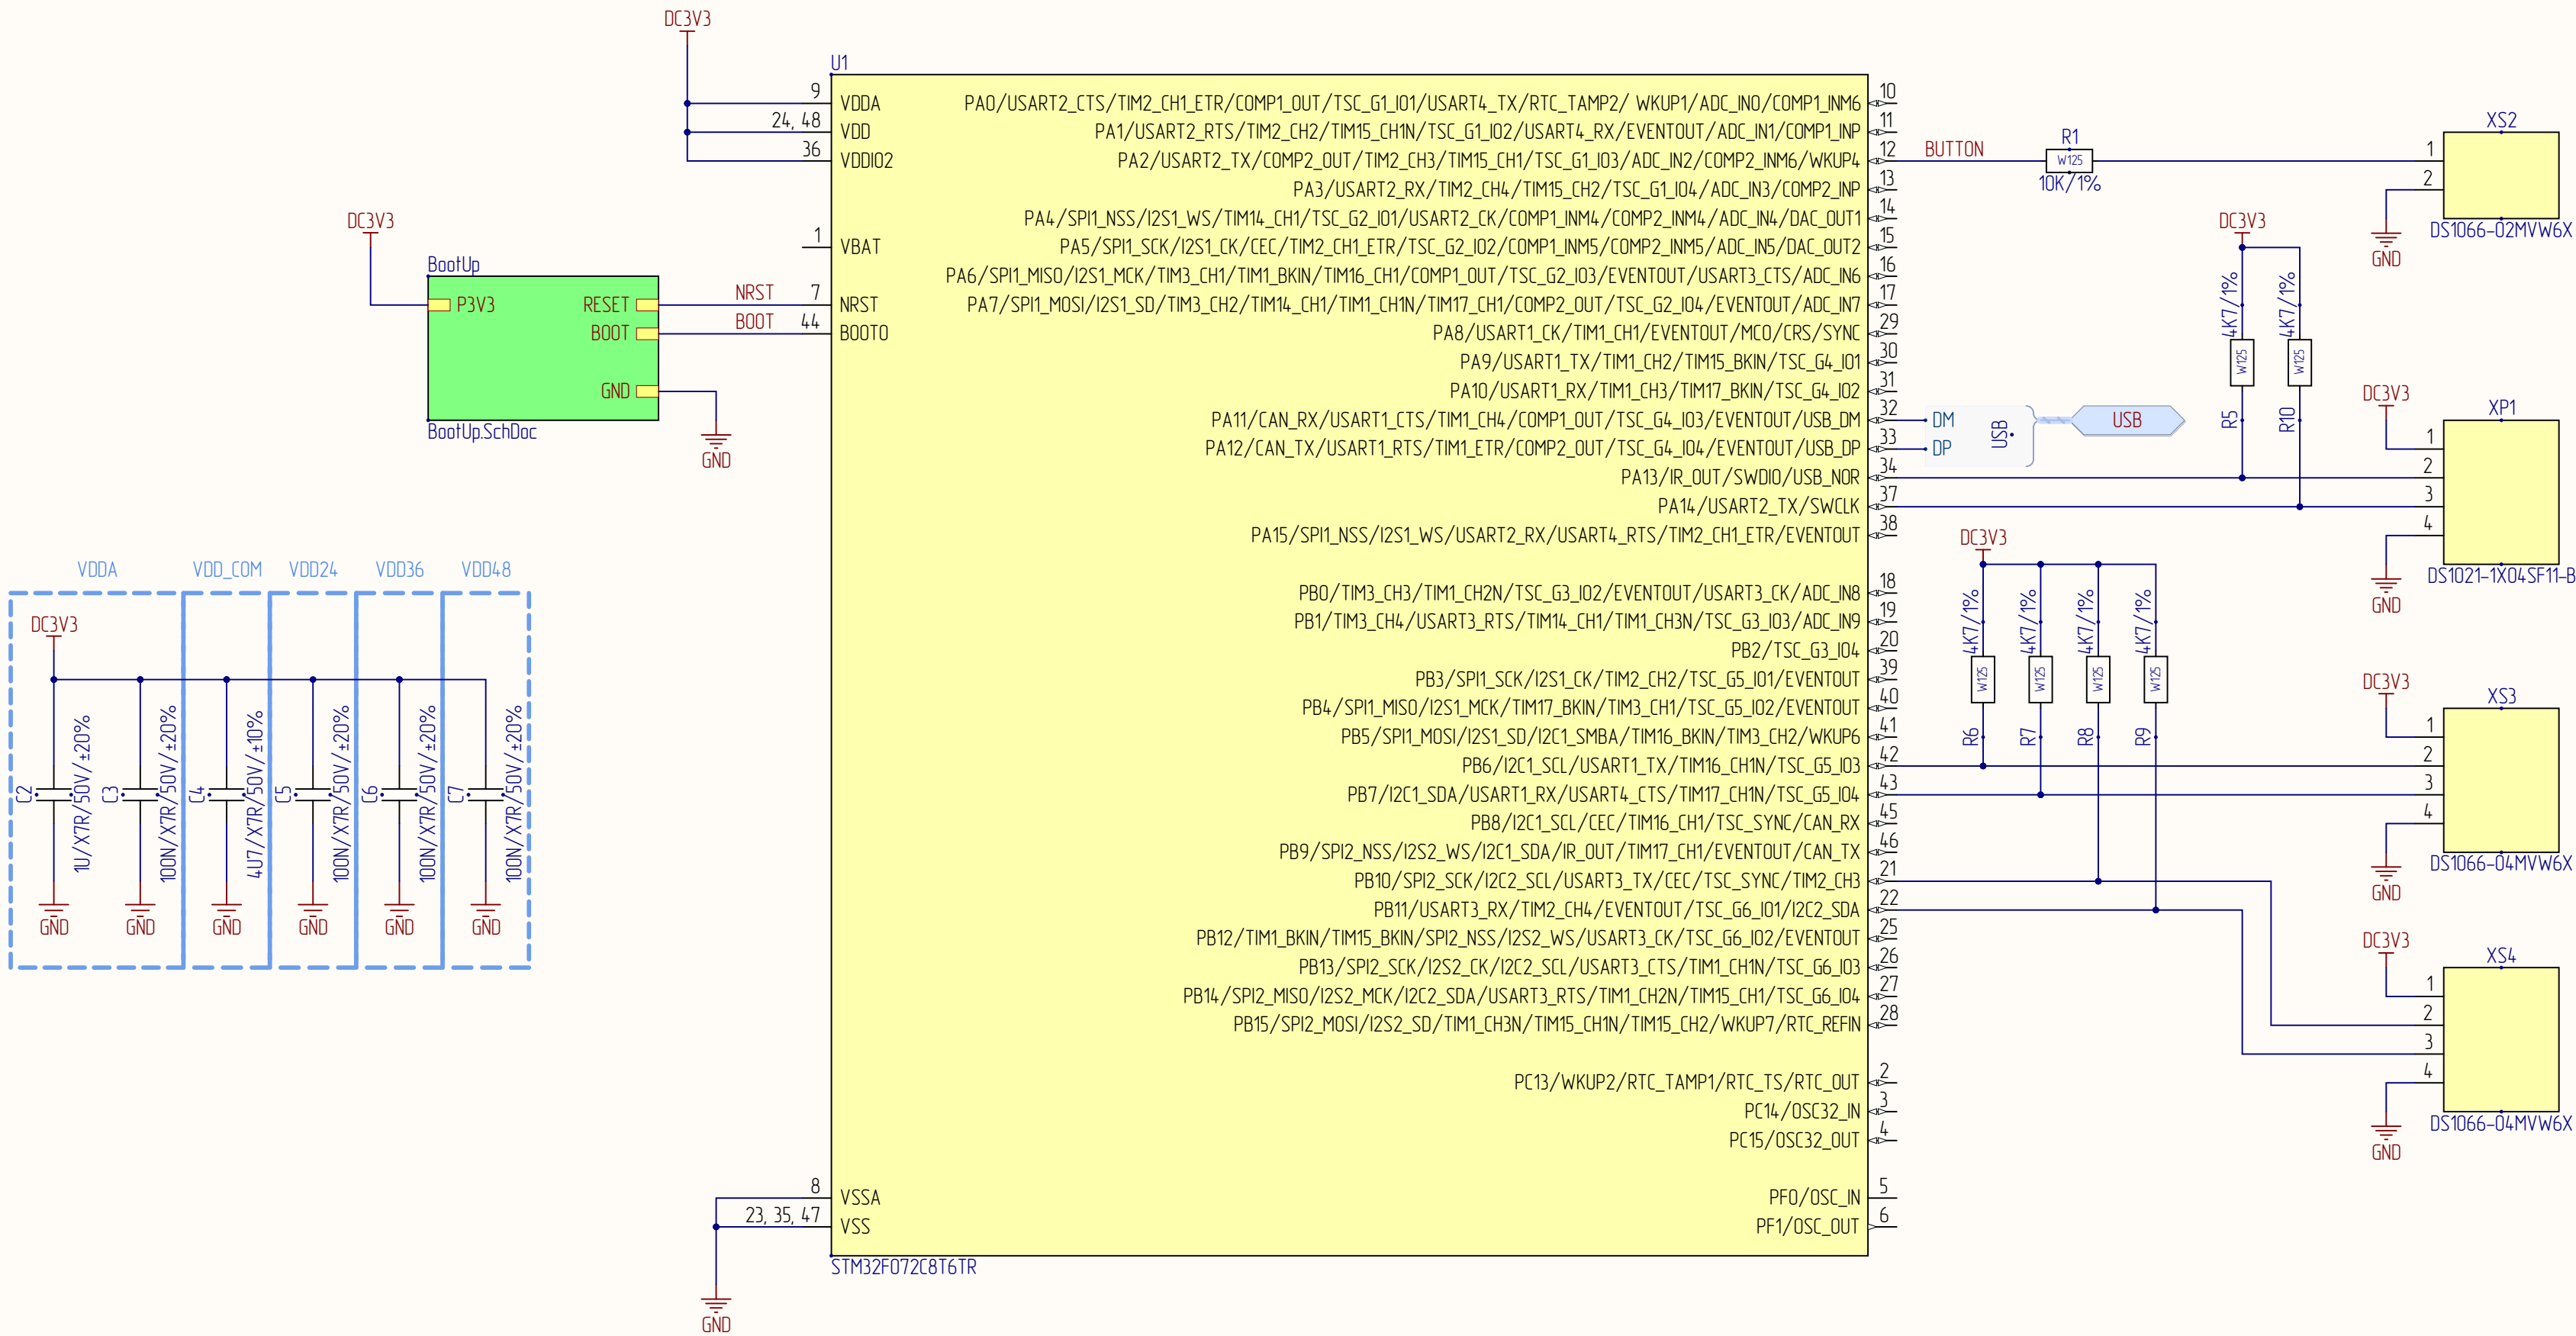 DC3V3
U1
9 VDDA
24, 48 VDD
36 VDDIO2
1 VBAT
7 NRST
44 BOOT0
8 VSSA
23, 35, 47 VSS
GND
STM32F072C8T6TR
DC3V3
BootUp
P3V3
RESET
BOOT
GND
BootUp.SchDoc
NRST
BOOT
GND
VDDA
VDD_COM
VDD24
VDD36
VDD48
DC3V3
C2
1U/X7R/50V/±20%
C3
100N/X7R/50V/±20%
C4
4U7/X7R/50V/±10%
C5
100N/X7R/50V/±20%
C6
100N/X7R/50V/±20%
C7
100N/X7R/50V/±20%
GND
GND
GND
GND
GND
GND
PA0/USART2_CTS/TIM2_CH1_ETR/COMP1_OUT/TSC_G1_IO1/USART4_TX/RTC_TAMP2/ WKUP1/ADC_IN0/COMP1_INM6 10
PA1/USART2_RTS/TIM2_CH2/TIM15_CH1N/TSC_G1_IO2/USART4_RX/EVENTOUT/ADC_IN1/COMP1_INP 11
PA2/USART2_TX/COMP2_OUT/TIM2_CH3/TIM15_CH1/TSC_G1_IO3/ADC_IN2/COMP2_INM6/WKUP4 12
PA3/USART2_RX/TIM2_CH4/TIM15_CH2/TSC_G1_IO4/ADC_IN3/COMP2_INP 13
PA4/SPI1_NSS/I2S1_WS/TIM14_CH1/TSC_G2_IO1/USART2_CK/COMP1_INM4/COMP2_INM4/ADC_IN4/DAC_OUT1 14
PA5/SPI1_SCK/I2S1_CK/CEC/TIM2_CH1_ETR/TSC_G2_IO2/COMP1_INM5/COMP2_INM5/ADC_IN5/DAC_OUT2 15
PA6/SPI1_MISO/I2S1_MCK/TIM3_CH1/TIM1_BKIN/TIM16_CH1/COMP1_OUT/TSC_G2_IO3/EVENTOUT/USART3_CTS/ADC_IN6 16
PA7/SPI1_MOSI/I2S1_SD/TIM3_CH2/TIM14_CH1/TIM1_CH1N/TIM17_CH1/COMP2_OUT/TSC_G2_IO4/EVENTOUT/ADC_IN7 17
PA8/USART1_CK/TIM1_CH1/EVENTOUT/MCO/CRS/SYNC 29
PA9/USART1_TX/TIM1_CH2/TIM15_BKIN/TSC_G4_IO1 30
PA10/USART1_RX/TIM1_CH3/TIM17_BKIN/TSC_G4_IO2 31
PA11/CAN_RX/USART1_CTS/TIM1_CH4/COMP1_OUT/TSC_G4_IO3/EVENTOUT/USB_DM 32
PA12/CAN_TX/USART1_RTS/TIM1_ETR/COMP2_OUT/TSC_G4_IO4/EVENTOUT/USB_DP 33
PA13/IR_OUT/SWDIO/USB_NOR 34
PA14/USART2_TX/SWCLK 37
PA15/SPI1_NSS/I2S1_WS/USART2_RX/USART4_RTS/TIM2_CH1_ETR/EVENTOUT 38
PB0/TIM3_CH3/TIM1_CH2N/TSC_G3_IO2/EVENTOUT/USART3_CK/ADC_IN8 18
PB1/TIM3_CH4/USART3_RTS/TIM14_CH1/TIM1_CH3N/TSC_G3_IO3/ADC_IN9 19
PB2/TSC_G3_IO4 20
PB3/SPI1_SCK/I2S1_CK/TIM2_CH2/TSC_G5_IO1/EVENTOUT 39
PB4/SPI1_MISO/I2S1_MCK/TIM17_BKIN/TIM3_CH1/TSC_G5_IO2/EVENTOUT 40
PB5/SPI1_MOSI/I2S1_SD/I2C1_SMBA/TIM16_BKIN/TIM3_CH2/WKUP6 41
PB6/I2C1_SCL/USART1_TX/TIM16_CH1N/TSC_G5_IO3 42
PB7/I2C1_SDA/USART1_RX/USART4_CTS/TIM17_CH1N/TSC_G5_IO4 43
PB8/I2C1_SCL/CEC/TIM16_CH1/TSC_SYNC/CAN_RX 45
PB9/SPI2_NSS/I2S2_WS/I2C1_SDA/IR_OUT/TIM17_CH1/EVENTOUT/CAN_TX 46
PB10/SPI2_SCK/I2C2_SCL/USART3_TX/CEC/TSC_SYNC/TIM2_CH3 21
PB11/USART3_RX/TIM2_CH4/EVENTOUT/TSC_G6_IO1/I2C2_SDA 22
PB12/TIM1_BKIN/TIM15_BKIN/SPI2_NSS/I2S2_WS/USART3_CK/TSC_G6_IO2/EVENTOUT 25
PB13/SPI2_SCK/I2S2_CK/I2C2_SCL/USART3_CTS/TIM1_CH1N/TSC_G6_IO3 26
PB14/SPI2_MISO/I2S2_MCK/I2C2_SDA/USART3_RTS/TIM1_CH2N/TIM15_CH1/TSC_G6_IO4 27
PB15/SPI2_MOSI/I2S2_SD/TIM1_CH3N/TIM15_CH1N/TIM15_CH2/WKUP7/RTC_REFIN 28
PC13/WKUP2/RTC_TAMP1/RTC_TS/RTC_OUT 2
PC14/OSC32_IN 3
PC15/OSC32_OUT 4
PF0/OSC_IN 5
PF1/OSC_OUT 6
BUTTON
R1
W125
10K/1%
XS2
1
2
DS1066-02MVW6X
GND
DC3V3
4K7/1%
W125
R5
4K7/1%
W125
R10
DM
DP
USB
USB
DC3V3
XP1
1
2
3
4
DS1021-1X04SF11-B
GND
DC3V3
4K7/1%
W125
R6
4K7/1%
W125
R7
4K7/1%
W125
R8
4K7/1%
W125
R9
DC3V3
XS3
1
2
3
4
DS1066-04MVW6X
GND
DC3V3
XS4
1
2
3
4
DS1066-04MVW6X
GND